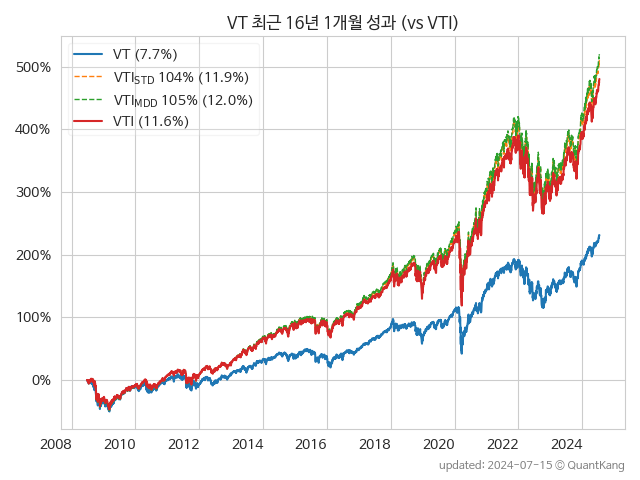 VT 최근 16년 1개월 성과 (vs VTI)
VT (7.7%)
VTI_STD 104% (11.9%)
VTI_MDD 105% (12.0%)
VTI (11.6%)
500%
400%
300%
200%
100%
0%
2008 2010 2012 2014 2016 2018 2020 2022 2024
updated: 2024-07-15 © QuantKang